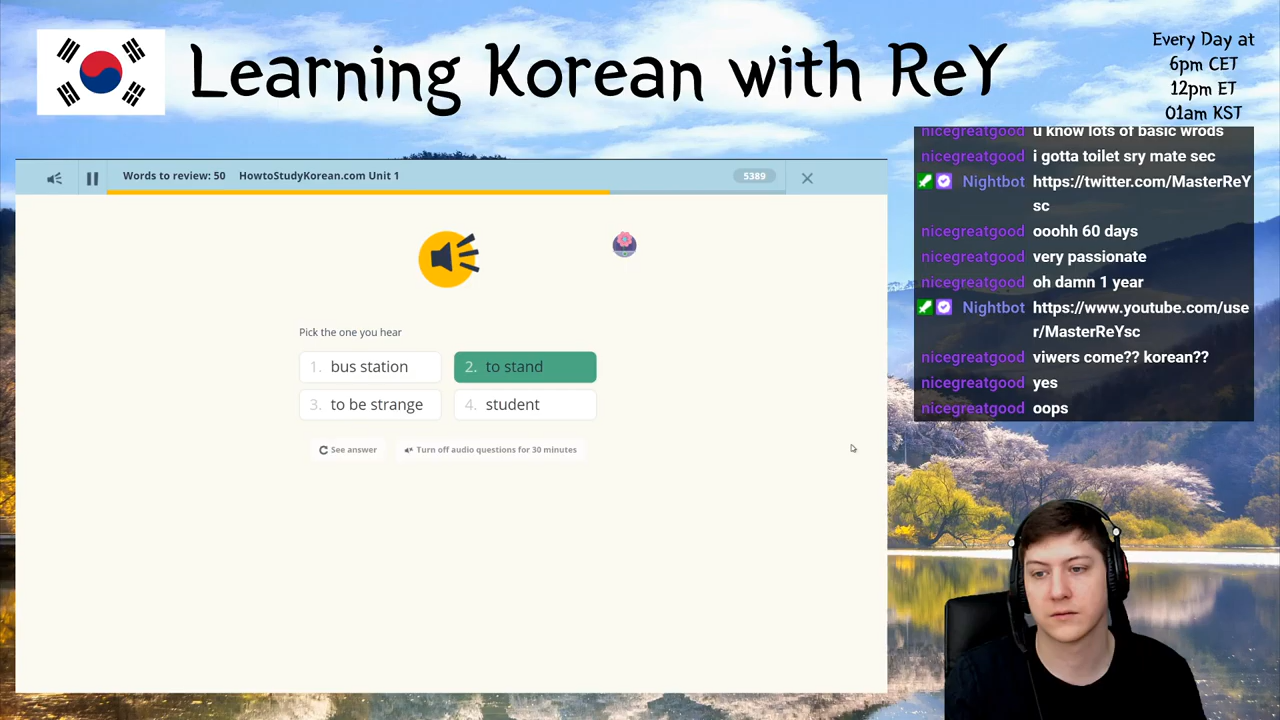 Learning Korean with ReY
Every Day at
6pm CET
12pm ET
01am KST
Words to review: 50 HowtoStudyKorean.com Unit 1
5389
Pick the one you hear
1. bus station
2. to stand
3. to be strange
4. student
See answer
Turn off audio questions for 30 minutes
nicegreatgood u know lots of basic wrods
nicegreatgood i gotta toilet sry mate sec
Nightbot https://twitter.com/MasterReY
sc
nicegreatgood ooohh 60 days
nicegreatgood very passionate
nicegreatgood oh damn 1 year
Nightbot https://www.youtube.com/use
r/MasterReYsc
nicegreatgood viwers come?? korean??
nicegreatgood yes
nicegreatgood oops